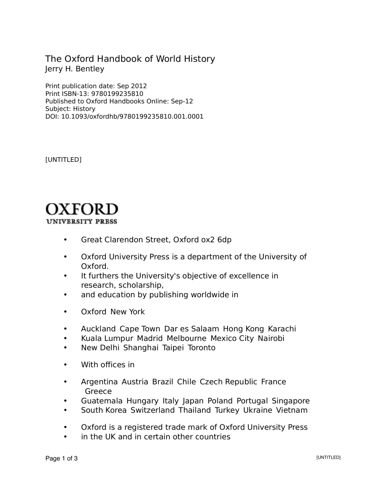 The Oxford Handbook of World History
Jerry H. Bentley
Print publication date: Sep 2012
Print ISBN-13: 9780199235810
Published to Oxford Handbooks Online: Sep-12
Subject: History
DOI: 10.1093/oxfordhb/9780199235810.001.0001
[UNTITLED]
OXFORD
UNIVERSITY PRESS
• Great Clarendon Street, Oxford ox2 6dp
• Oxford University Press is a department of the University of
Oxford.
• It furthers the University's objective of excellence in
research, scholarship,
• and education by publishing worldwide in
• Oxford New York
• Auckland Cape Town Dar es Salaam Hong Kong Karachi
• Kuala Lumpur Madrid Melbourne Mexico City Nairobi
• New Delhi Shanghai Taipei Toronto
• With offices in
• Argentina Austria Brazil Chile Czech Republic France
Greece
• Guatemala Hungary Italy Japan Poland Portugal Singapore
• South Korea Switzerland Thailand Turkey Ukraine Vietnam
• Oxford is a registered trade mark of Oxford University Press
• in the UK and in certain other countries
Page 1 of 3 [UNTITLED]